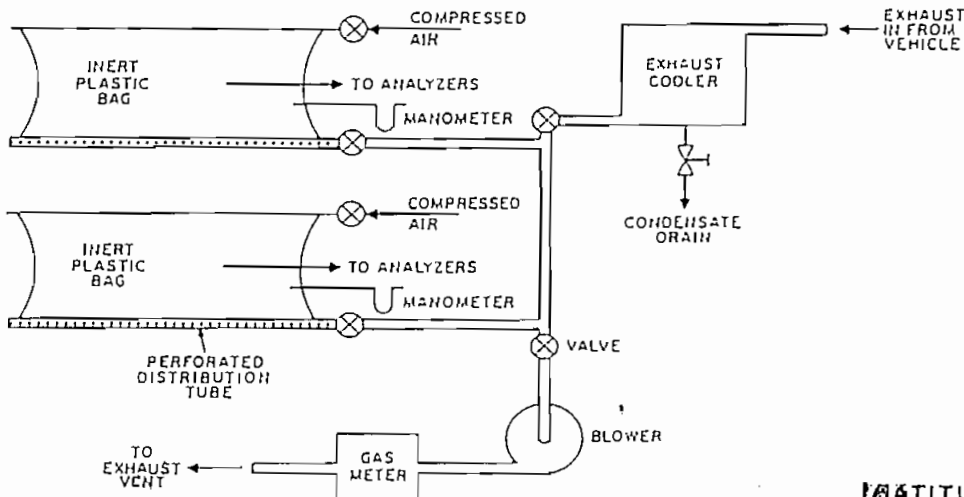 COMPRESSED
AIR
INERT
PLASTIC
BAG
TO ANALYZERS
MANOMETER
EXHAUST
IN FROM
VEHICLE
EXHAUST
COOLER
CONDENSATE
DRAIN
COMPRESSED
AIR
INERT
PLASTIC
BAG
TO ANALYZERS
MANOMETER
PERFORATED
DISTRIBUTION
TUBE
VALVE
BLOWER
TO
EXHAUST
VENT
GAS
METER